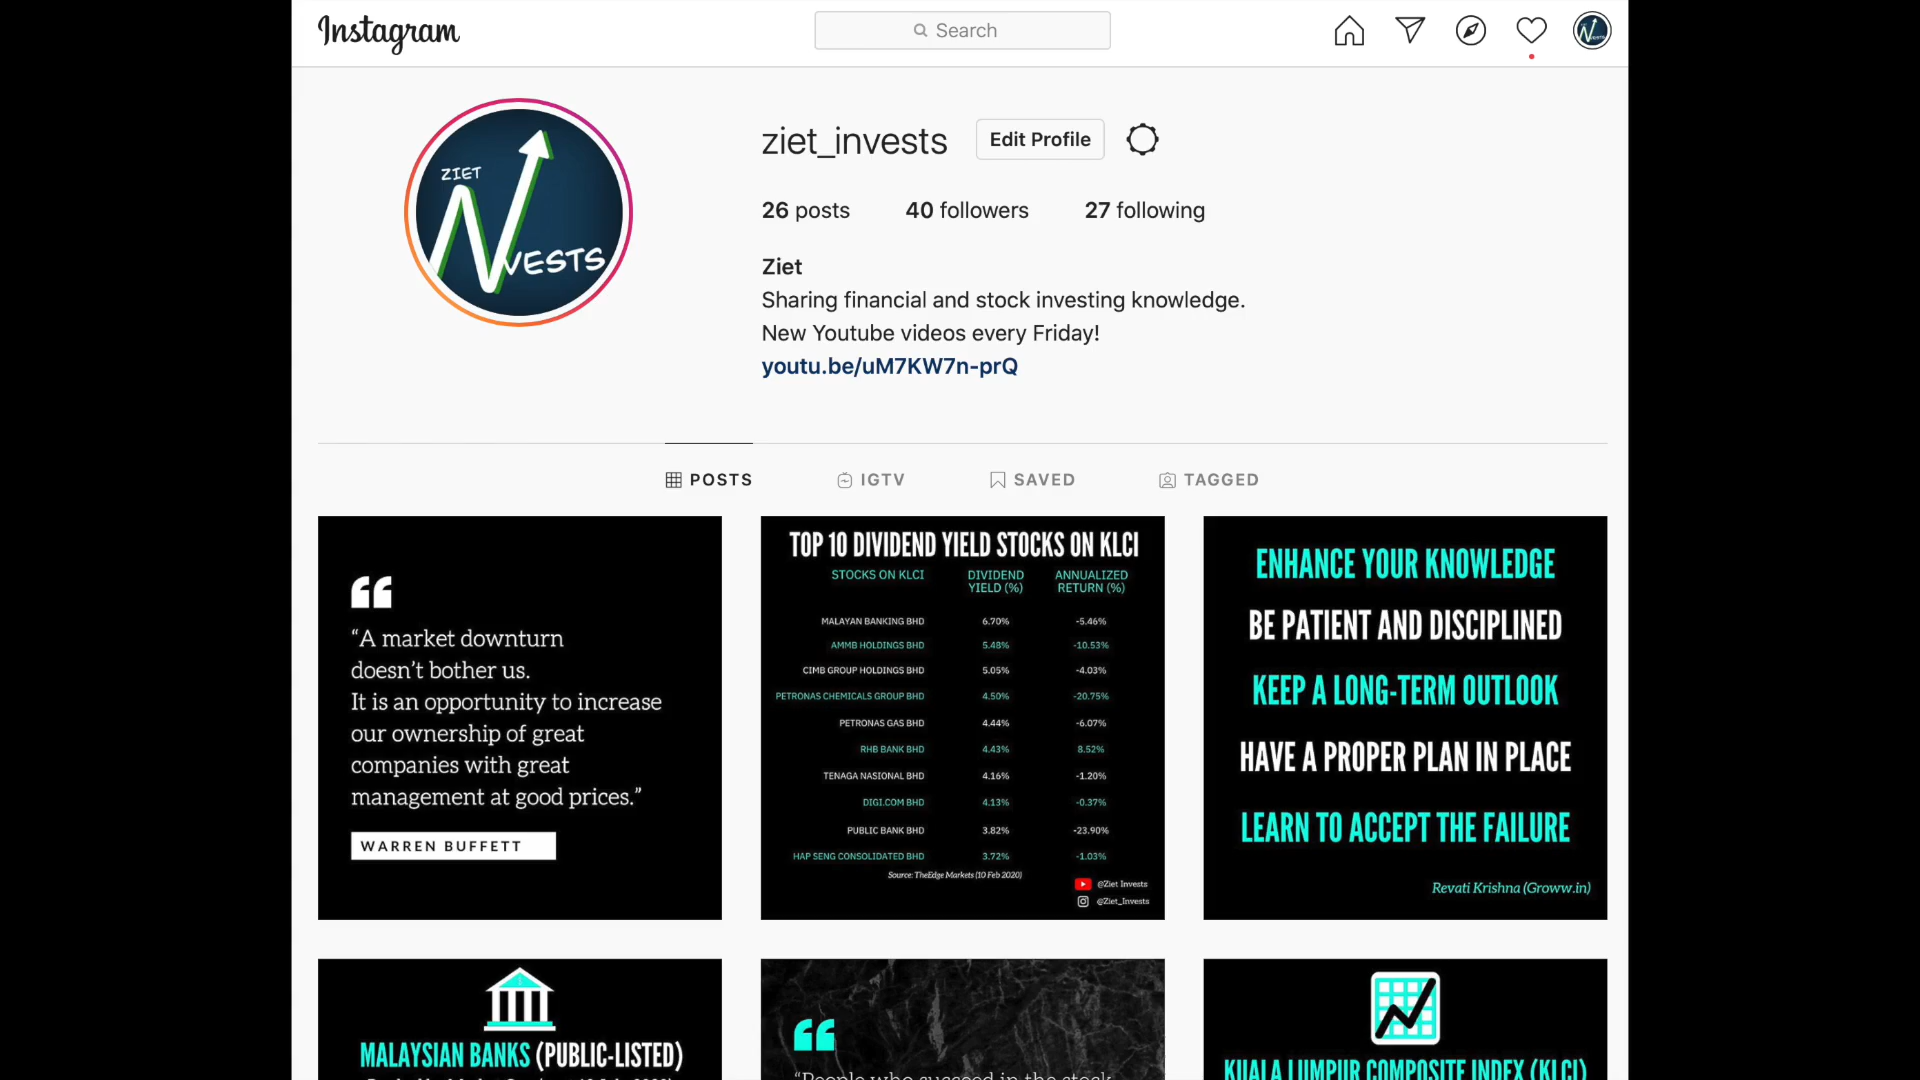 Instagram
Search
ZIET
NVESTS
ziet_invests
Edit Profile
26 posts
40 followers
27 following
Ziet
Sharing financial and stock investing knowledge.
New Youtube videos every Friday!
youtu.be/uM7KW7n-prQ
POSTS
IGTV
SAVED
TAGGED
“A market downturn
doesn’t bother us.
It is an opportunity to increase
our ownership of great
companies with great
management at good prices.”
WARREN BUFFETT
TOP 10 DIVIDEND YIELD STOCKS ON KLCI
STOCKS ON KLCI DIVIDEND YIELD (%) ANNUALIZED RETURN (%)
MALAYAN BANKING BHD 6.70% -5.46%
AMMB HOLDINGS BHD 5.48% -10.53%
CIMB GROUP HOLDINGS BHD 5.05% -4.03%
PETRONAS CHEMICALS GROUP BHD 4.50% -20.75%
PETRONAS GAS BHD 4.44% -6.07%
RHB BANK BHD 4.43% 8.52%
TENAGA NASIONAL BHD 4.16% -1.20%
DIGI.COM BHD 4.13% -0.37%
PUBLIC BANK BHD 3.82% -23.90%
HAP SENG CONSOLIDATED BHD 3.72% -1.03%
Source: TheEdge Markets (10 Feb 2020)
@Ziet Invests
@Ziet_Invests
ENHANCE YOUR KNOWLEDGE
BE PATIENT AND DISCIPLINED
KEEP A LONG-TERM OUTLOOK
HAVE A PROPER PLAN IN PLACE
LEARN TO ACCEPT THE FAILURE
Revati Krishna (Groww.in)
MALAYSIAN BANKS (PUBLIC-LISTED)
“People who succeed in the stock
KUALA LUMPUR COMPOSITE INDEX (KLCI)